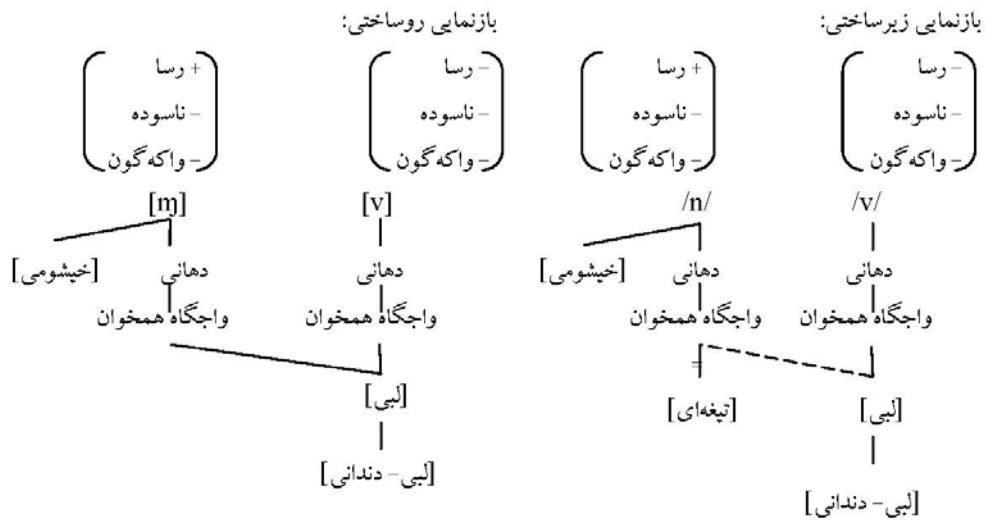 بازنمایی زیرساختی:
– رسا
– ناسوده
– واکه‌گون
/v/
دهانی
واجگاه همخوان
[لبی]
[لبی- دندانی]
+ رسا
– ناسوده
– واکه‌گون
/n/
دهانی
[خیشومی]
واجگاه همخوان
=
[تیغه‌ای]
بازنمایی روساختی:
– رسا
– ناسوده
– واکه‌گون
[v]
دهانی
واجگاه همخوان
[لبی]
[لبی- دندانی]
+ رسا
– ناسوده
– واکه‌گون
[ɱ]
دهانی
[خیشومی]
واجگاه همخوان